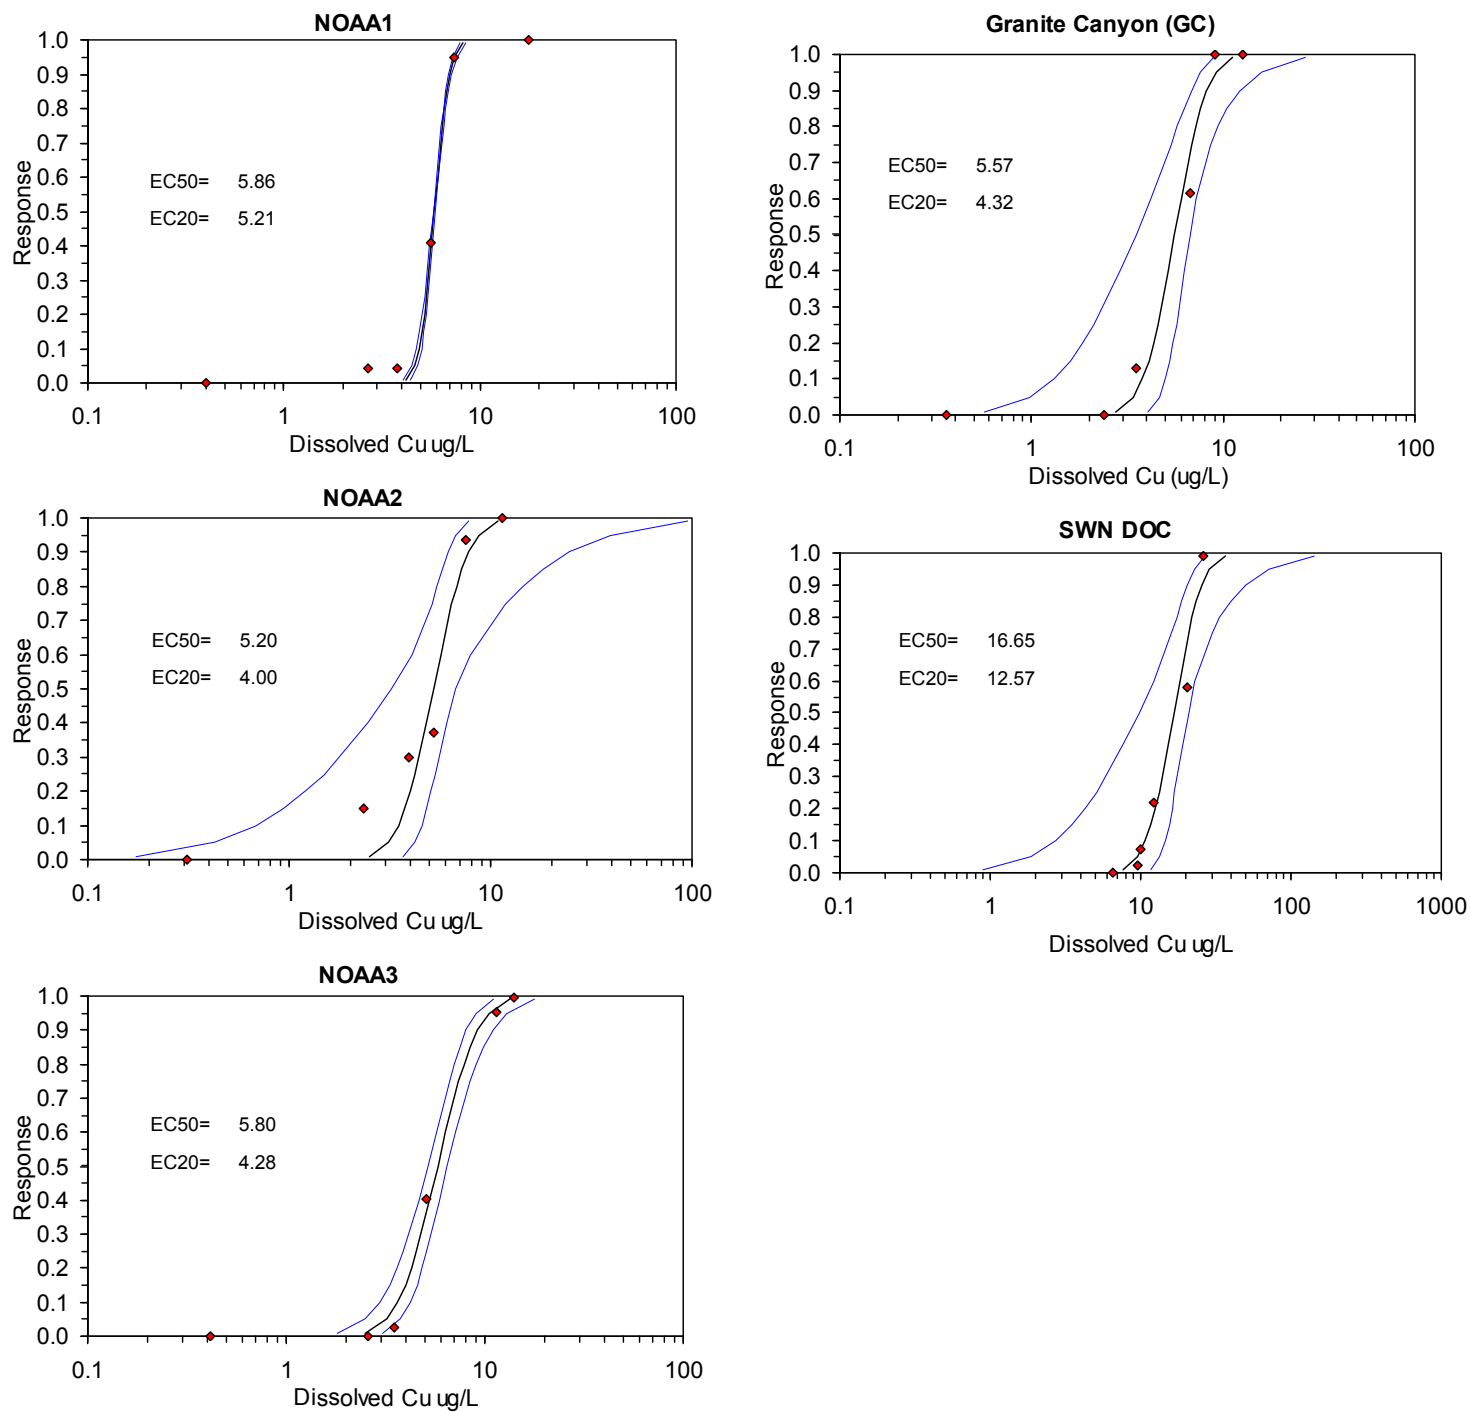 NOAA1
1.0
0.9
0.8
0.7
0.6
0.5
0.4
0.3
0.2
0.1
0.0
Response
EC50= 5.86
EC20= 5.21
0.1 1 10 100
Dissolved Cu ug/L
Granite Canyon (GC)
1.0
0.9
0.8
0.7
0.6
0.5
0.4
0.3
0.2
0.1
0.0
Response
EC50= 5.57
EC20= 4.32
0.1 1 10 100
Dissolved Cu (ug/L)
NOAA2
1.0
0.9
0.8
0.7
0.6
0.5
0.4
0.3
0.2
0.1
0.0
Response
EC50= 5.20
EC20= 4.00
0.1 1 10 100
Dissolved Cu ug/L
SWN DOC
1.0
0.9
0.8
0.7
0.6
0.5
0.4
0.3
0.2
0.1
0.0
Response
EC50= 16.65
EC20= 12.57
0.1 1 10 100 1000
Dissolved Cu ug/L
NOAA3
1.0
0.9
0.8
0.7
0.6
0.5
0.4
0.3
0.2
0.1
0.0
Response
EC50= 5.80
EC20= 4.28
0.1 1 10 100
Dissolved Cu ug/L